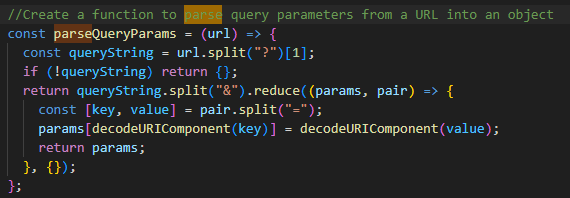 //Create a function to parse query parameters from a URL into an object
const parseQueryParams = (url) => {
  const queryString = url.split("?")[1];
  if (!queryString) return {};
  return queryString.split("&").reduce((params, pair) => {
    const [key, value] = pair.split("=");
    params[decodeURIComponent(key)] = decodeURIComponent(value);
    return params;
  }, {});
};